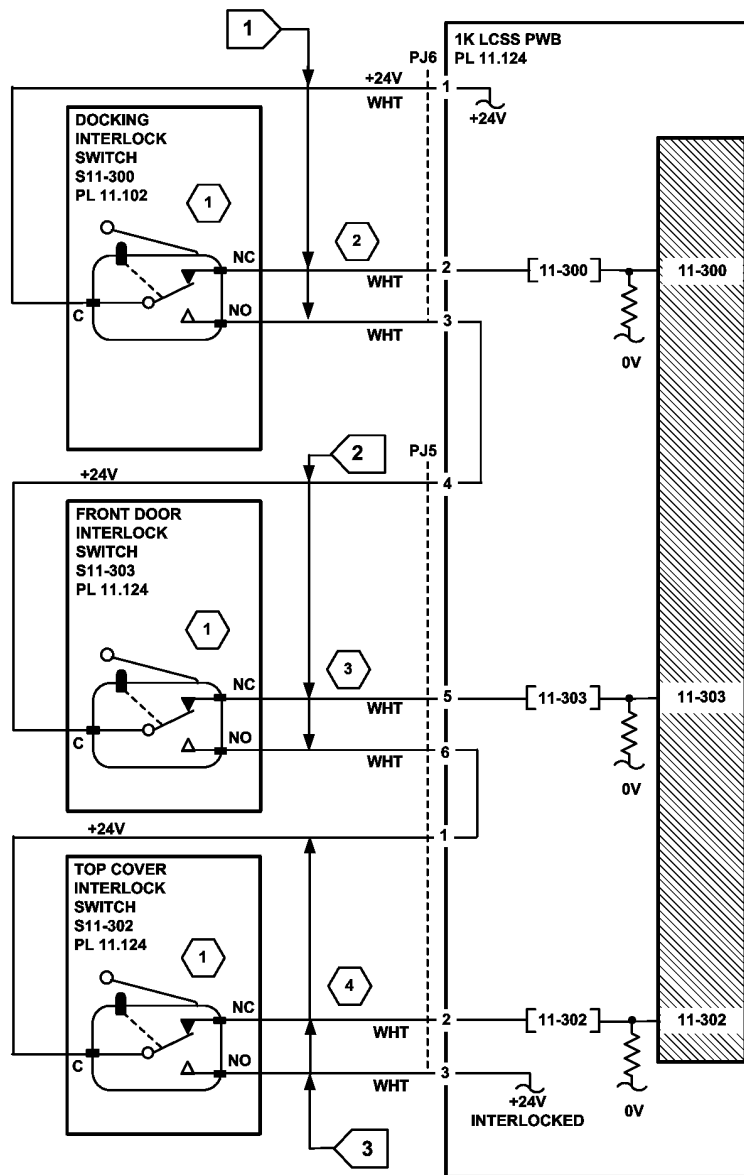 1
1K LCSS PWB
PL 11.124
PJ6
+24V
1
WHT
+24V
DOCKING
INTERLOCK
SWITCH
S11-300
PL 11.102
1
NC
2
2
11-300
11-300
WHT
C
NO
3
WHT
0V
2
PJ5
+24V
4
FRONT DOOR
INTERLOCK
SWITCH
S11-303
PL 11.124
1
NC
3
5
11-303
11-303
WHT
C
NO
6
WHT
0V
+24V
1
TOP COVER
INTERLOCK
SWITCH
S11-302
PL 11.124
1
NC
4
2
11-302
11-302
WHT
C
NO
3
WHT
+24V
INTERLOCKED
0V
3